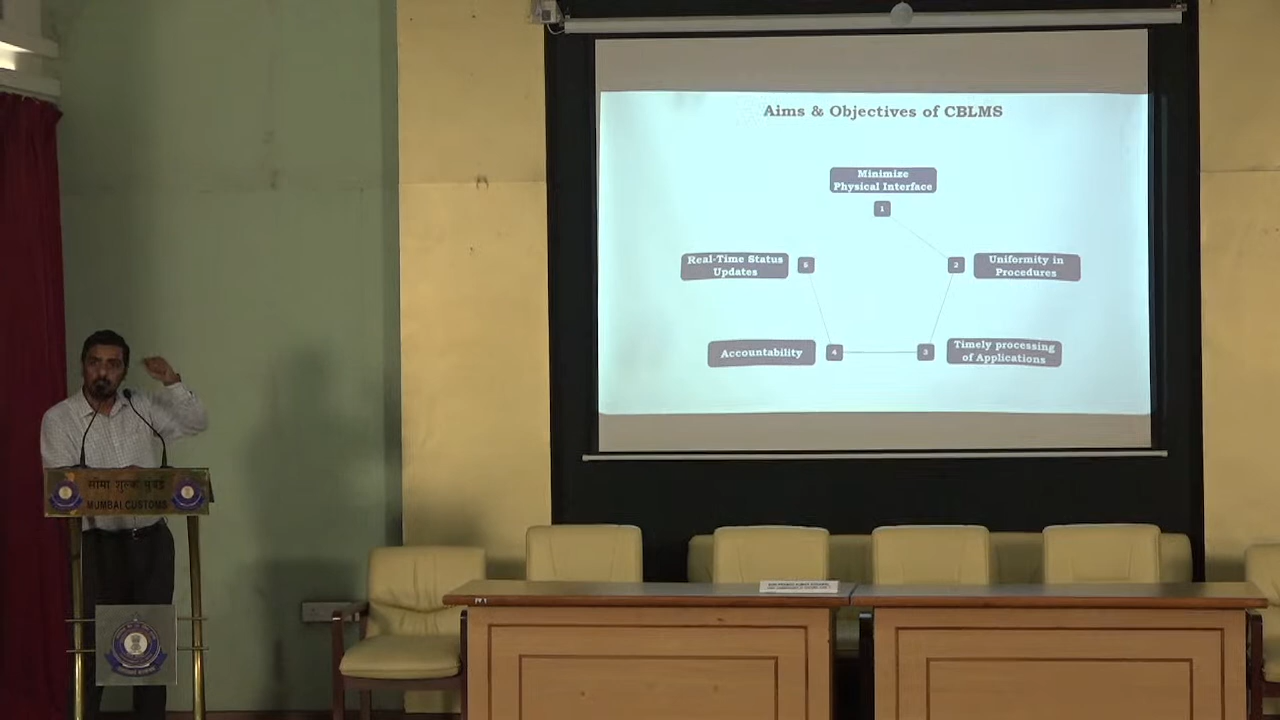 Aims & Objectives of CBLMS
Minimize
Physical Interface
1
Real-Time Status
Updates
5
2
Uniformity in
Procedures
Accountability
4
3
Timely processing
of Applications
सीमा शुल्क मुंबई
MUMBAI CUSTOMS